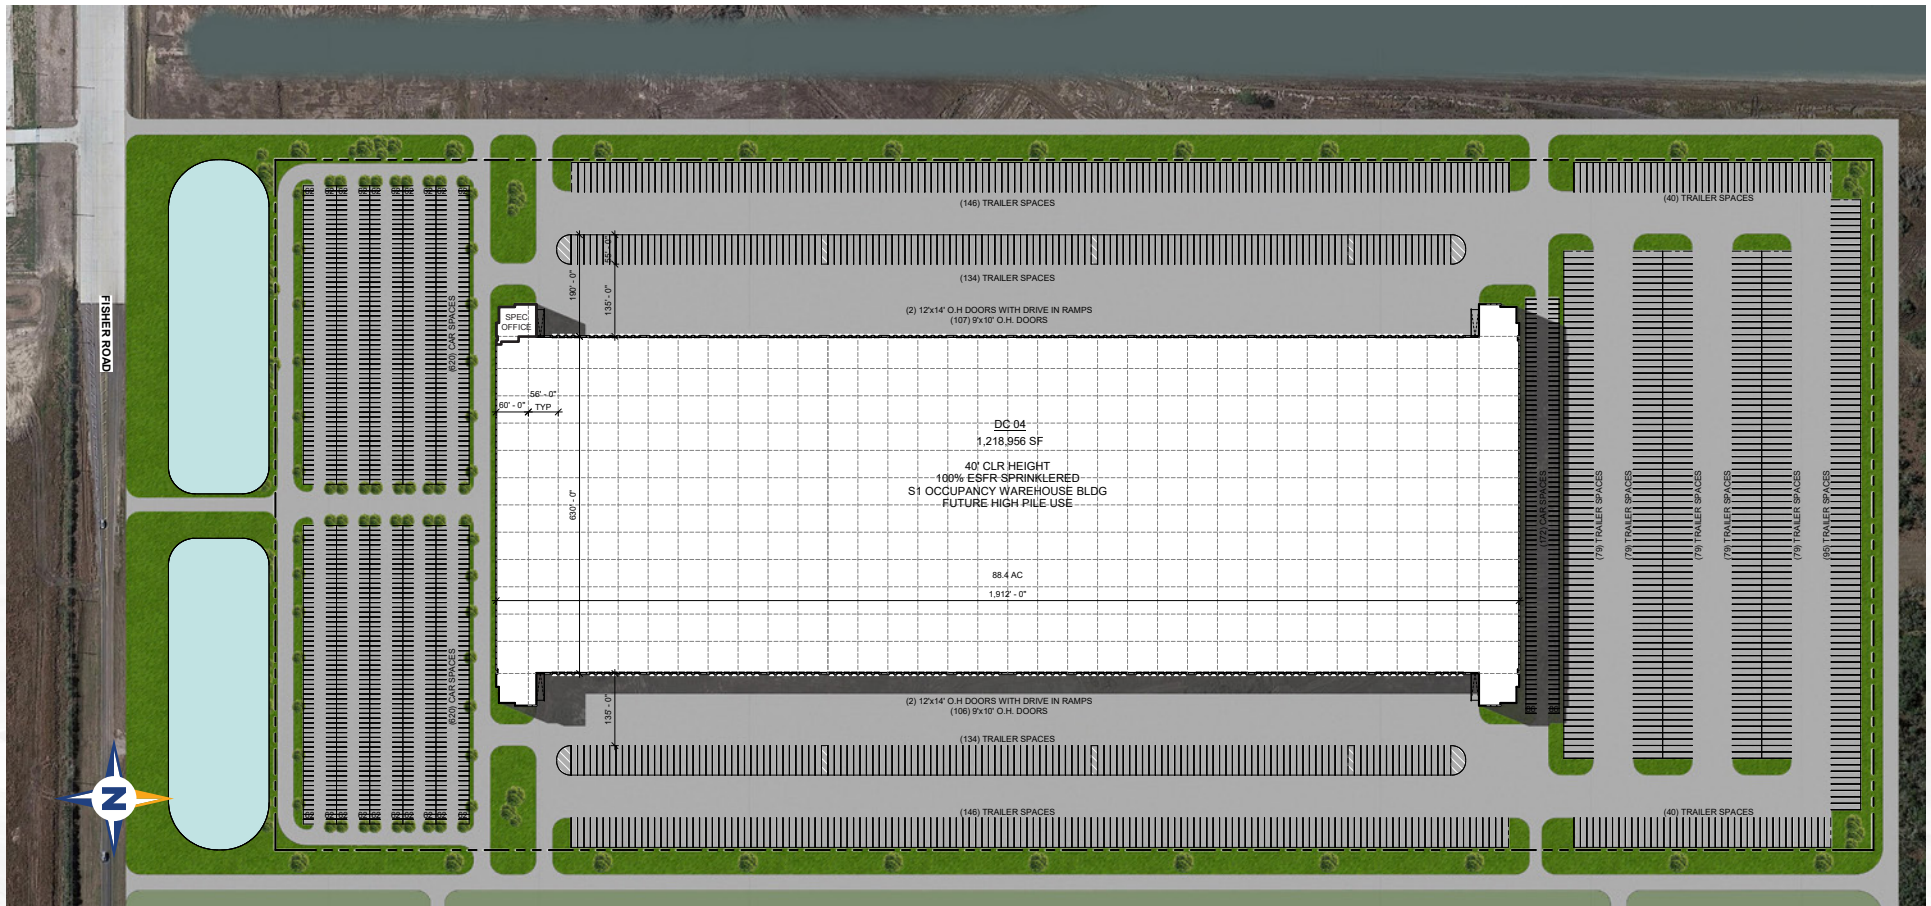 (146) TRAILER SPACES
(40) TRAILER SPACES
(134) TRAILER SPACES
55' - 0"
190' - 0"
135' - 0"
(2) 12'x14' O.H DOORS WITH DRIVE IN RAMPS
(107) 9'x10' O.H. DOORS
SPEC
OFFICE
FISHER ROAD
(620) CAR SPACES
56' - 0"
60' - 0"
TYP
DC 04
1,218,956 SF
40' CLR HEIGHT
100% ESFR SPRINKLERED
S1 OCCUPANCY WAREHOUSE BLDG
FUTURE HIGH PILE USE
630' - 0"
(172) CAR SPACES
(79) TRAILER SPACES
(79) TRAILER SPACES
(79) TRAILER SPACES
(79) TRAILER SPACES
(79) TRAILER SPACES
(95) TRAILER SPACES
88.4 AC
1,912' - 0"
(620) CAR SPACES
135' - 0"
(2) 12'x14' O.H DOORS WITH DRIVE IN RAMPS
(106) 9'x10' O.H. DOORS
(134) TRAILER SPACES
N
(146) TRAILER SPACES
(40) TRAILER SPACES